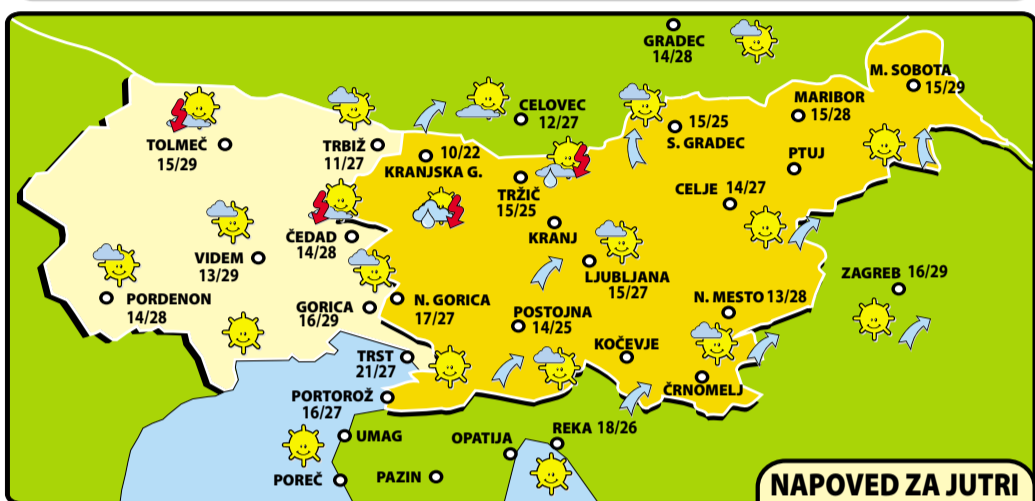 GRADEC
14/28
M. SOBOTA
15/29
MARIBOR
15/28
CELOVEC
12/27
15/25
S. GRADEC
TOLMEČ
15/29
TRBIŽ
11/27
10/22
KRANJSKA G.
PTUJ
TRŽIČ
15/25
CELJE 14/27
KRANJ
ČEDAD
14/28
VIDEM
13/29
LJUBLJANA
15/27
ZAGREB 16/29
PORDENON
14/28
GORICA
16/29
N. GORICA
17/27
N. MESTO 13/28
POSTOJNA
14/25
KOČEVJE
TRST
21/27
ČRNOMELJ
PORTOROŽ
16/27
UMAG
OPATIJA
REKA 18/26
POREČ
PAZIN
NAPOVED ZA JUTRI